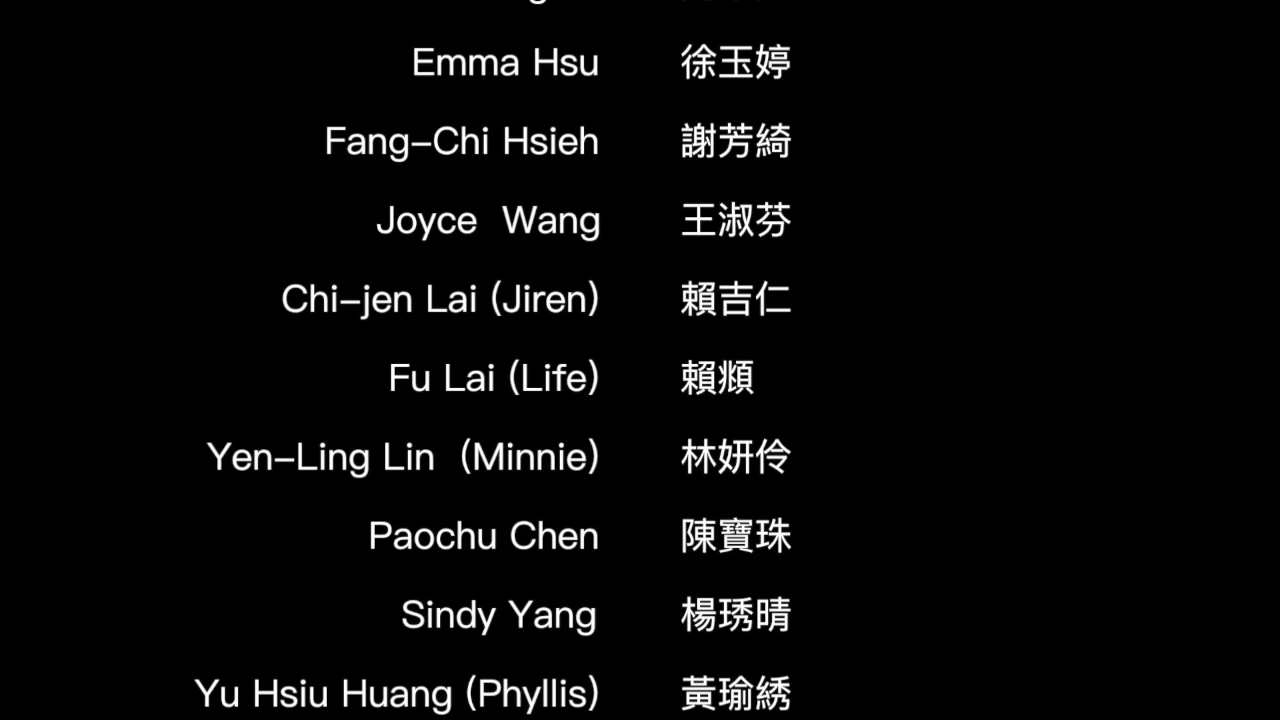 Emma Hsu 徐玉婷
Fang-Chi Hsieh 謝芳綺
Joyce Wang 王淑芬
Chi-jen Lai (Jiren) 賴吉仁
Fu Lai (Life) 賴頫
Yen-Ling Lin (Minnie) 林妍伶
Paochu Chen 陳寶珠
Sindy Yang 楊琇晴
Yu Hsiu Huang (Phyllis) 黃瑜綉